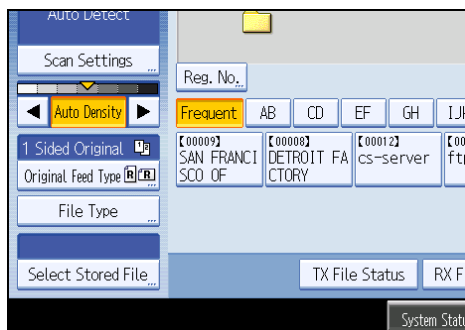 Auto Detect
Scan Settings
Auto Density
1 Sided Original
Original Feed Type
File Type
Select Stored File
Reg. No.
Frequent AB CD EF GH
【00009】 【00008】 【00012】
SAN FRANCI DETROIT FA cs-server
SCO OF CTORY
TX File Status RX F
System Statu